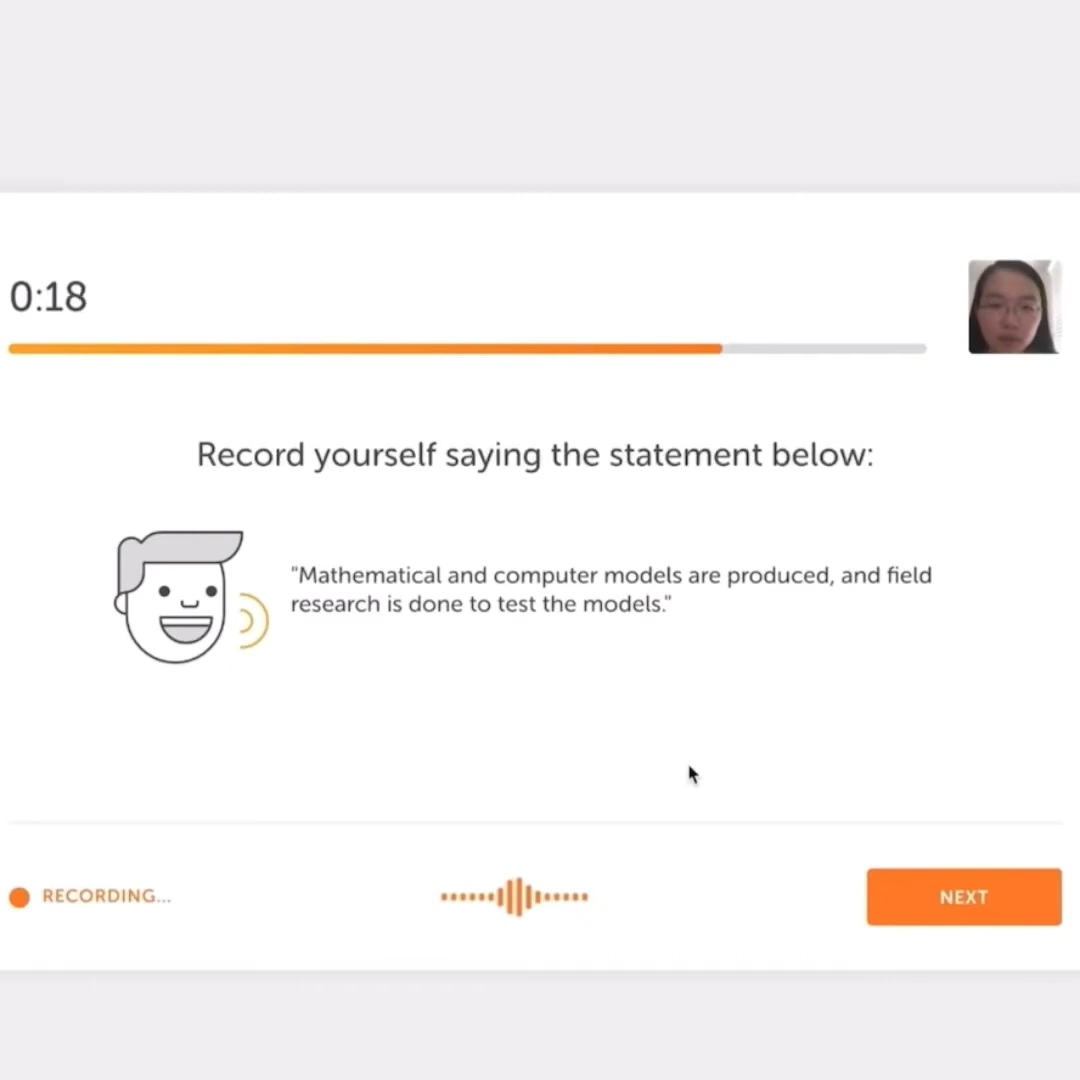 0:18
Record yourself saying the statement below:
"Mathematical and computer models are produced, and field
research is done to test the models."
RECORDING...
NEXT